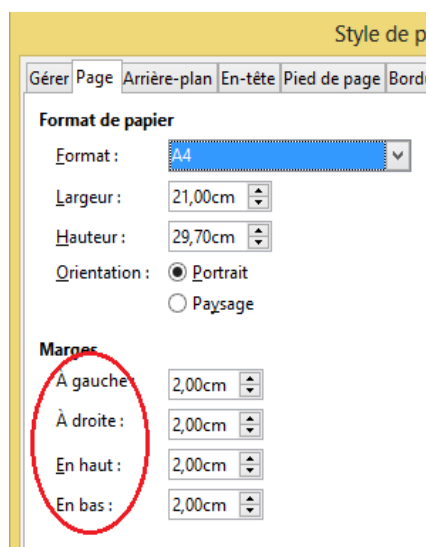 Style de p
Gérer Page Arrière-plan En-tête Pied de page Bord
Format de papier
Format : A4
Largeur : 21,00cm
Hauteur : 29,70cm
Orientation : Portrait
Paysage
Marges
À gauche : 2,00cm
À droite : 2,00cm
En haut : 2,00cm
En bas : 2,00cm